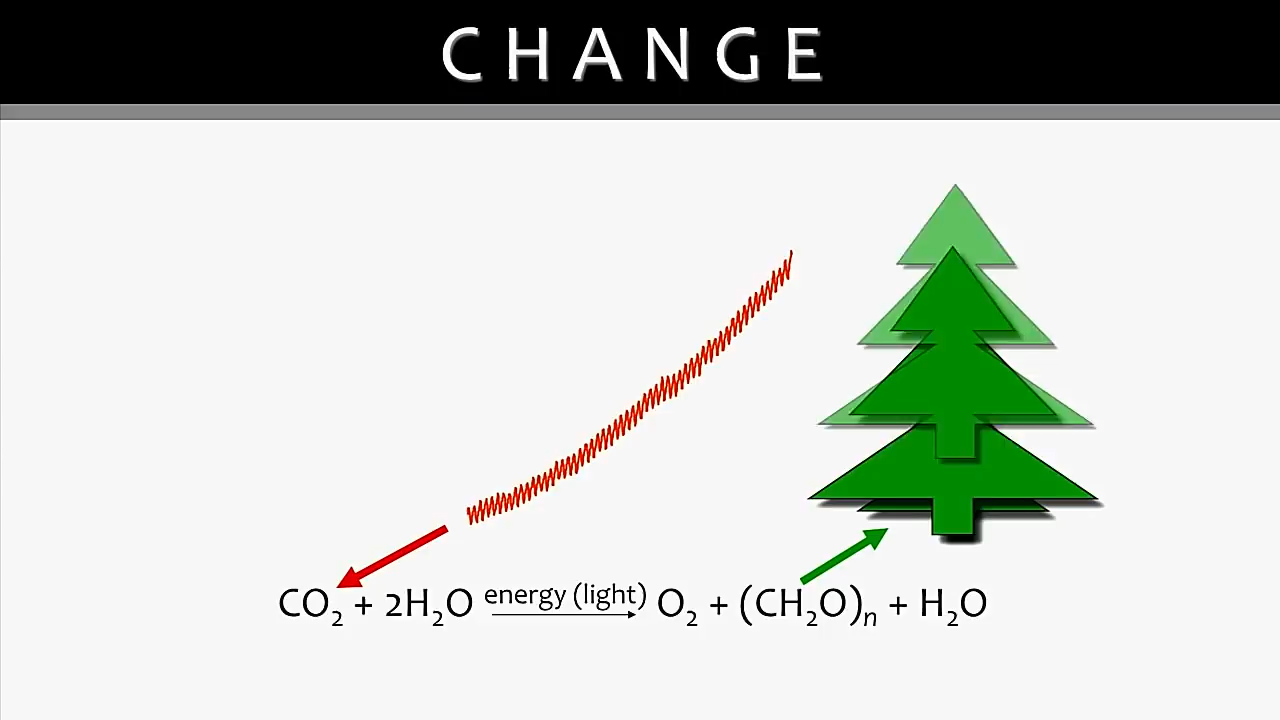 CHANGE
CO₂ + 2H₂O energy (light) → O₂ + (CH₂O)ₙ + H₂O